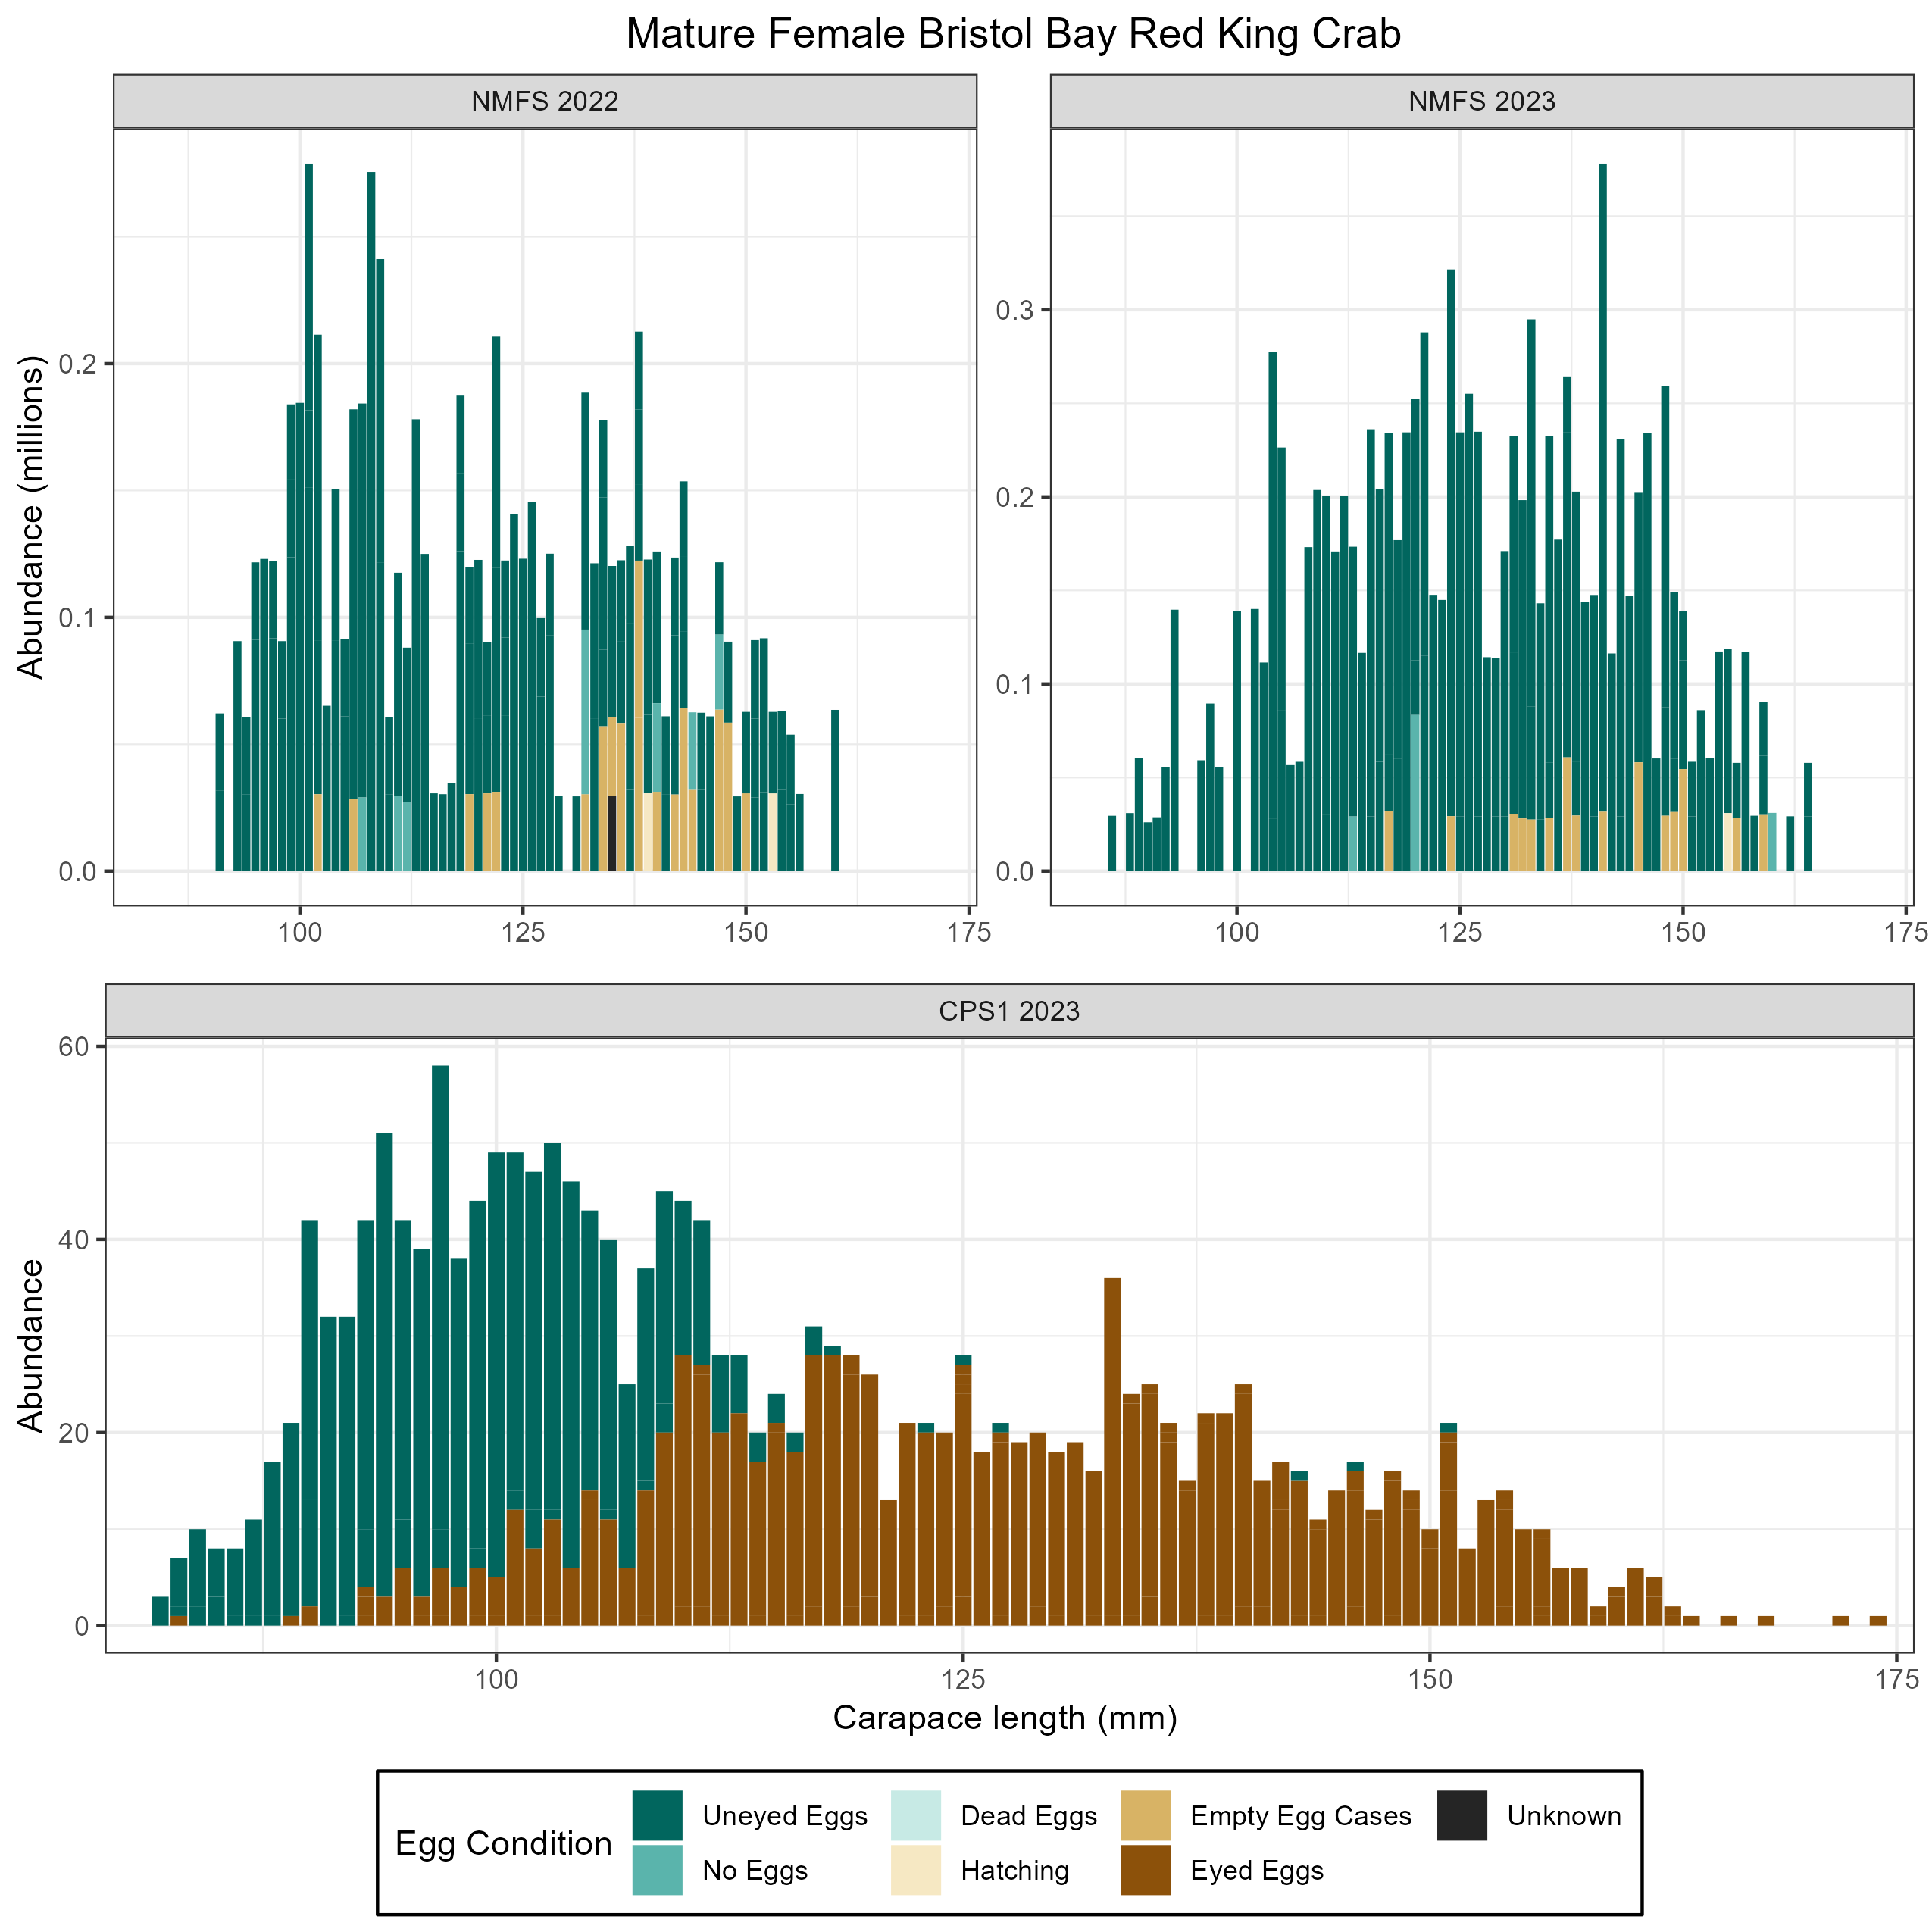 Mature Female Bristol Bay Red King Crab
NMFS 2022
NMFS 2023
Abundance (millions)
0.2
0.1
0.0
100
125
150
175
0.3
0.2
0.1
0.0
100
125
150
175
CPS1 2023
Abundance
60
40
20
0
100
125
150
175
Carapace length (mm)
Egg Condition
Uneyed Eggs
Dead Eggs
Empty Egg Cases
Unknown
No Eggs
Hatching
Eyed Eggs